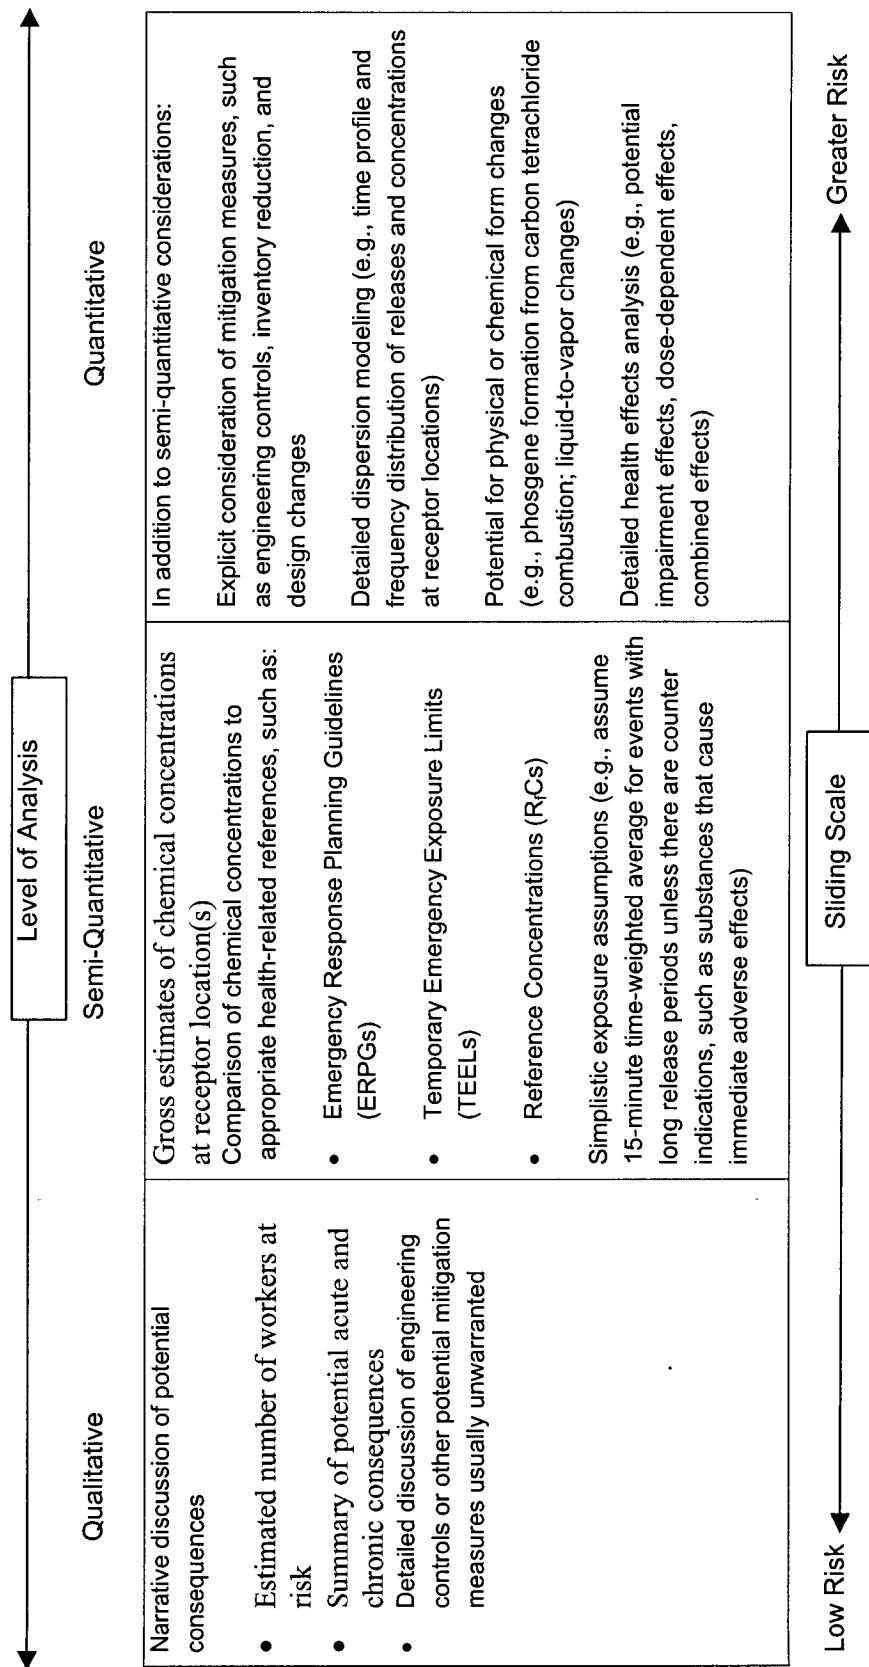 Level of Analysis
Qualitative
Semi-Quantitative
Quantitative
Narrative discussion of potential
consequences
• Estimated number of workers at
risk
• Summary of potential acute and
chronic consequences
• Detailed discussion of engineering
controls or other potential mitigation
measures usually unwarranted
Gross estimates of chemical concentrations
at receptor location(s)
Comparison of chemical concentrations to
appropriate health-related references, such as:
• Emergency Response Planning Guidelines
(ERPGs)
• Temporary Emergency Exposure Limits
(TEELs)
• Reference Concentrations (RfCs)
Simplistic exposure assumptions (e.g., assume
15-minute time-weighted average for events with
long release periods unless there are counter
indications, such as substances that cause
immediate adverse effects)
In addition to semi-quantitative considerations:
Explicit consideration of mitigation measures, such
as engineering controls, inventory reduction, and
design changes
Detailed dispersion modeling (e.g., time profile and
frequency distribution of releases and concentrations
at receptor locations)
Potential for physical or chemical form changes
(e.g., phosgene formation from carbon tetrachloride
combustion; liquid-to-vapor changes)
Detailed health effects analysis (e.g., potential
impairment effects, dose-dependent effects,
combined effects)
Low Risk
Sliding Scale
Greater Risk